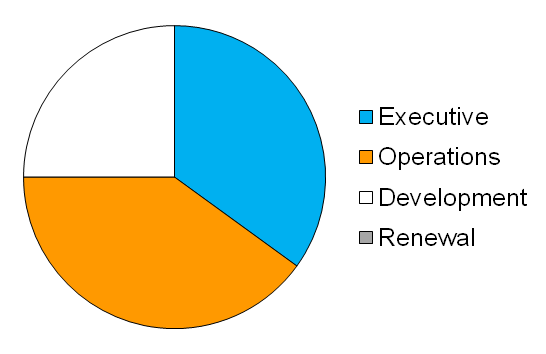 Executive
Operations
Development
Renewal